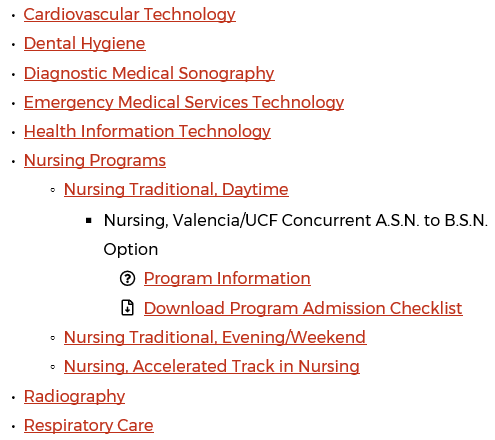 Cardiovascular Technology
Dental Hygiene
Diagnostic Medical Sonography
Emergency Medical Services Technology
Health Information Technology
Nursing Programs
Nursing Traditional, Daytime
Nursing, Valencia/UCF Concurrent A.S.N. to B.S.N.
Option
Program Information
Download Program Admission Checklist
Nursing Traditional, Evening/Weekend
Nursing, Accelerated Track in Nursing
Radiography
Respiratory Care